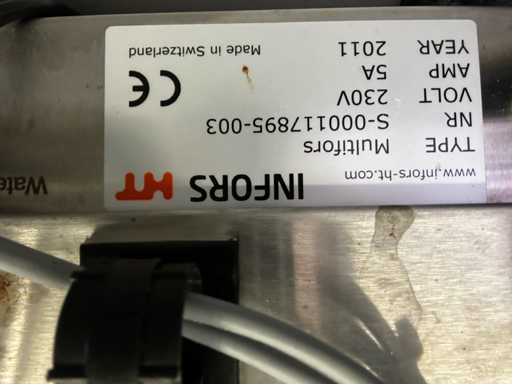 INFORS HT
www.infors-ht.com
TYPE Multifors
NR S-000117895-003
VOLT 230V
AMP 5A
YEAR 2011
CE
Made in Switzerland